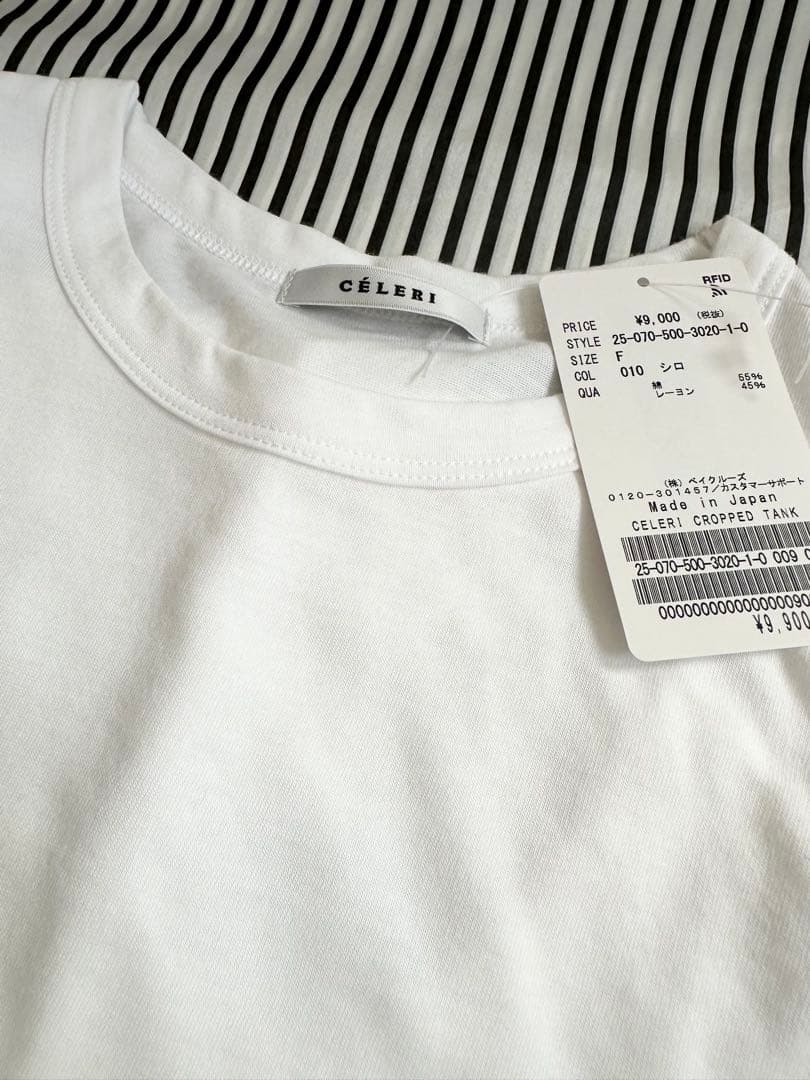 CÉLERI
RFID
PRICE ¥9,000 (税抜)
STYLE 25-070-500-3020-1-0
SIZE F
COL 010 シロ
QUA 綿 55%
レーヨン 45%
(株) ベイクルーズ
0120-301457/カスタマーサポート
Made in Japan
CELERI CROPPED TANK
25-070-500-3020-1-0 009
0000000000000000090
¥9,900